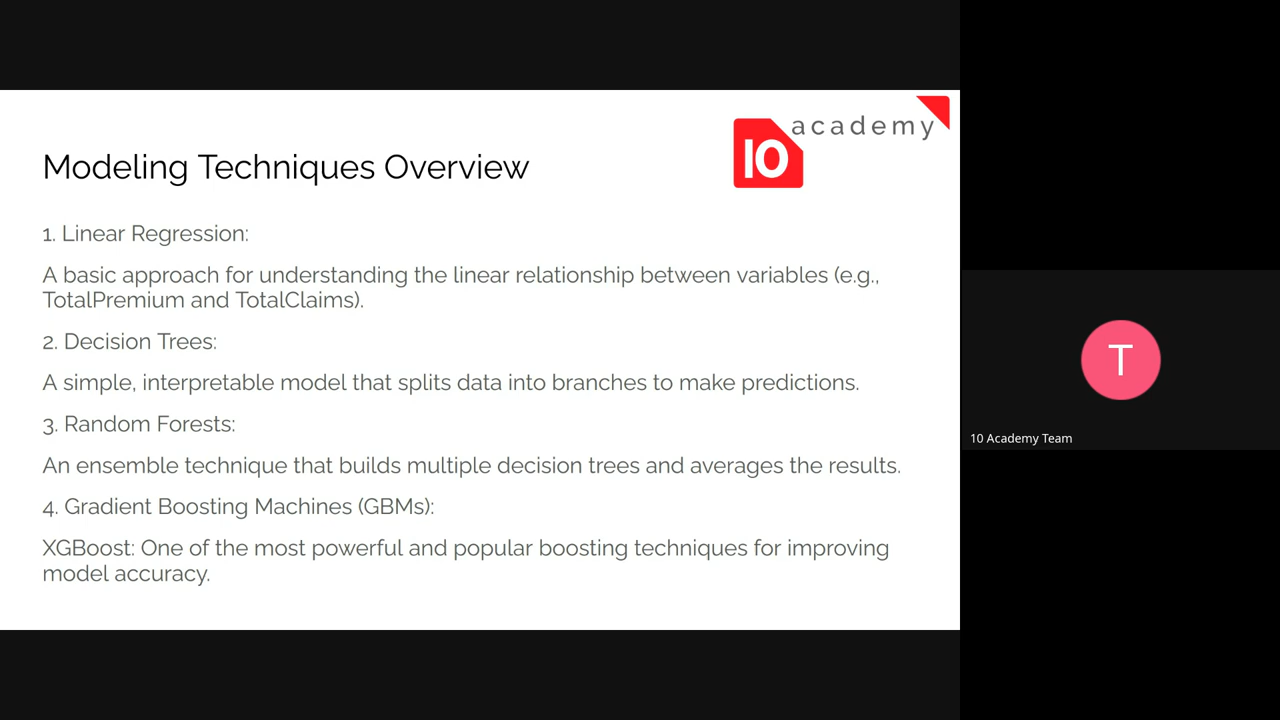 10 academy
Modeling Techniques Overview
1. Linear Regression:
A basic approach for understanding the linear relationship between variables (e.g.,
TotalPremium and TotalClaims).
2. Decision Trees:
A simple, interpretable model that splits data into branches to make predictions.
3. Random Forests:
An ensemble technique that builds multiple decision trees and averages the results.
4. Gradient Boosting Machines (GBMs):
XGBoost: One of the most powerful and popular boosting techniques for improving
model accuracy.
T
10 Academy Team